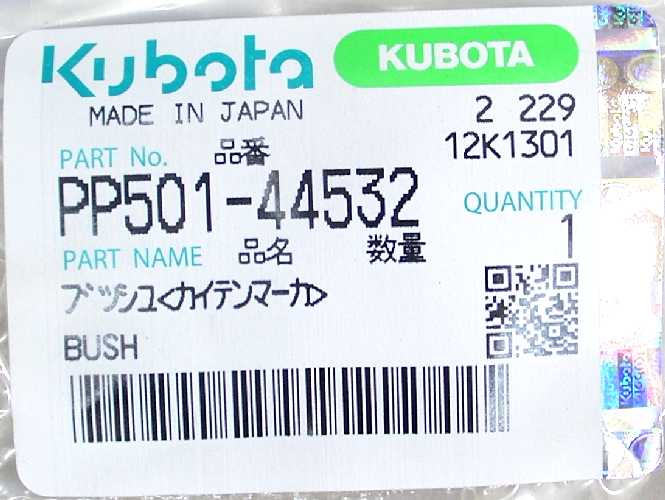 Kubota KUBOTA
MADE IN JAPAN 2 229
PART No. 品番 12K1301
PP501-44532 QUANTITY
PART NAME 品名 数量 1
ブッシュ<カイテンマーカ>
BUSH